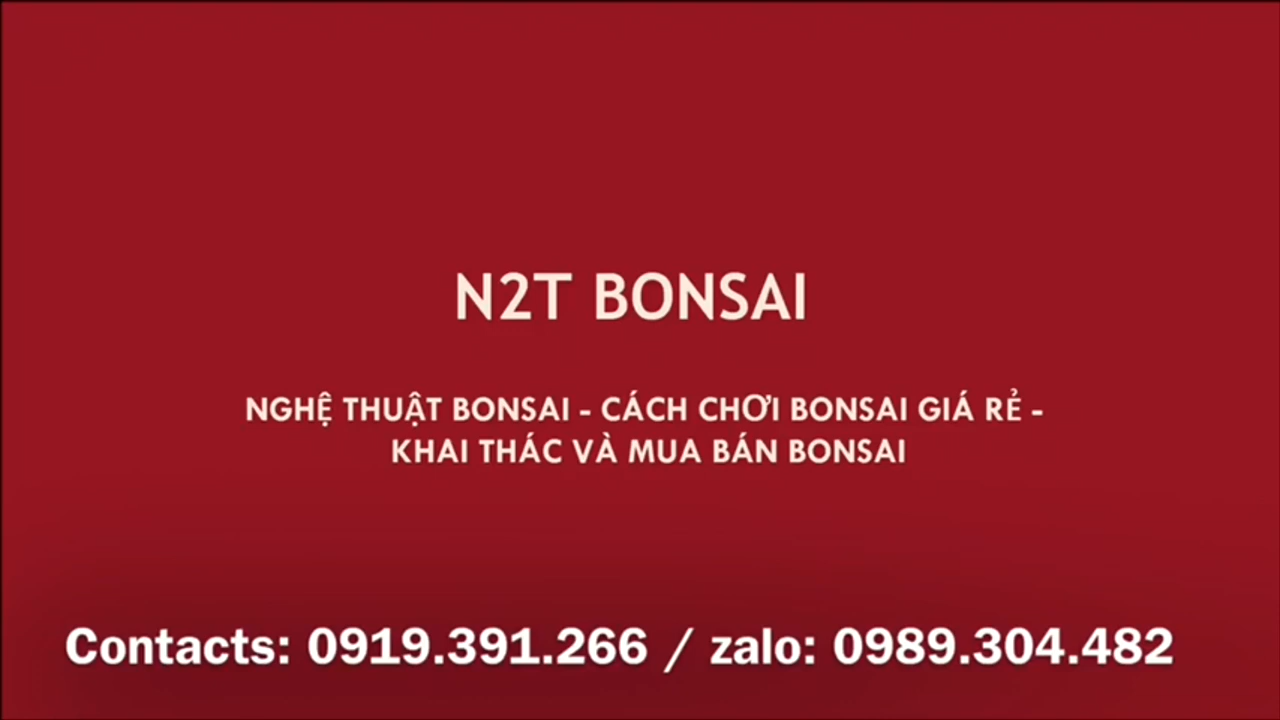 N2T BONSAI
NGHỆ THUẬT BONSAI - CÁCH CHƠI BONSAI GIÁ RẺ -
KHAI THÁC VÀ MUA BÁN BONSAI
Contacts: 0919.391.266 / zalo: 0989.304.482